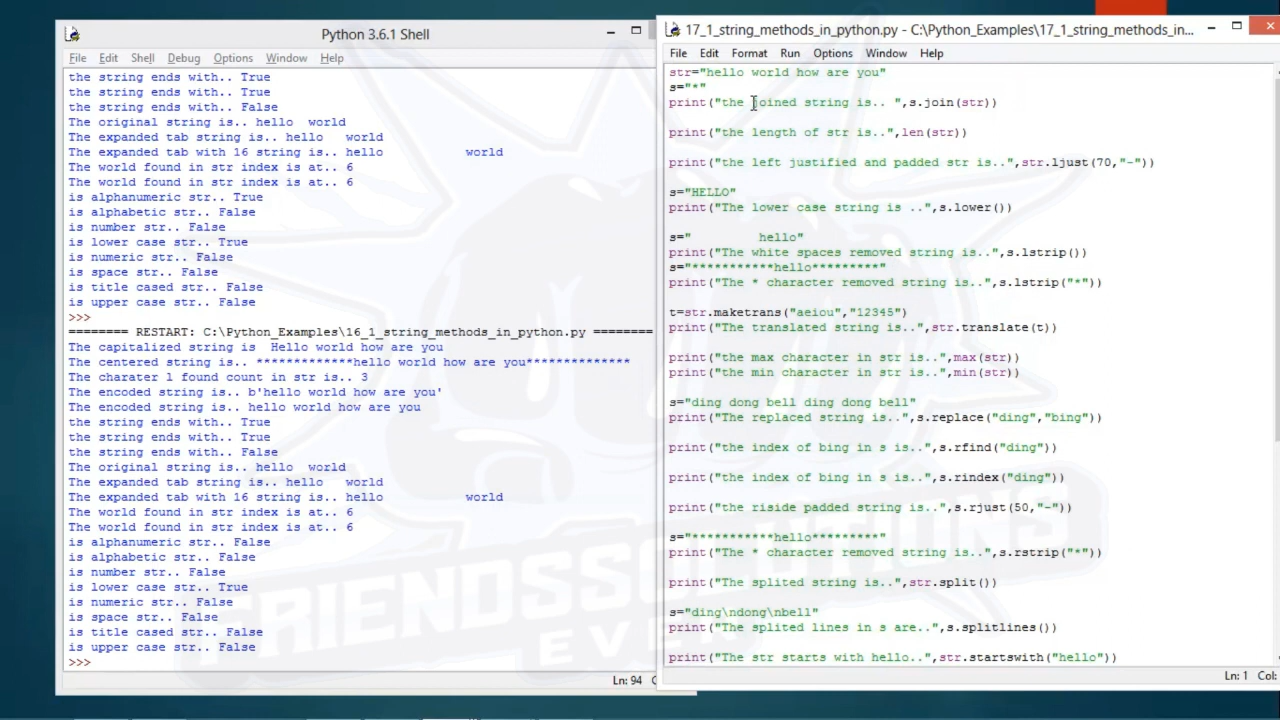 Python 3.6.1 Shell
File Edit Shell Debug Options Window Help
the string ends with.. True
the string ends with.. True
the string ends with.. False
The original string is.. hello  world
The expanded tab string is.. hello   world
The expanded tab with 16 string is.. hello           world
The world found in str index is at.. 6
The world found in str index is at.. 6
is alphanumeric str.. True
is alphabetic str.. False
is number str.. False
is lower case str.. True
is numeric str.. False
is space str.. False
is title cased str.. False
is upper case str.. False
>>>
======== RESTART: C:\Python_Examples\16_1_string_methods_in_python.py ========
The capitalized string is  Hello world how are you
The centered string is.. *************hello world how are you**************
The charater l found count in str is.. 3
The encoded string is.. b'hello world how are you'
The encoded string is.. hello world how are you
the string ends with.. True
the string ends with.. True
the string ends with.. False
The original string is.. hello  world
The expanded tab string is.. hello   world
The expanded tab with 16 string is.. hello           world
The world found in str index is at.. 6
The world found in str index is at.. 6
is alphanumeric str.. False
is alphabetic str.. False
is number str.. False
is lower case str.. True
is numeric str.. False
is space str.. False
is title cased str.. False
is upper case str.. False
>>>
Ln: 94
17_1_string_methods_in_python.py - C:\Python_Examples\17_1_string_methods_in...
File Edit Format Run Options Window Help
str="hello world how are you"
s="*"
print("the joined string is.. ",s.join(str))
print("the length of str is..",len(str))
print("the left justified and padded str is..",str.ljust(70,"-"))
s="HELLO"
print("The lower case string is ..",s.lower())
s="         hello"
print("The white spaces removed string is..",s.lstrip())
s="***********hello*********"
print("The * character removed string is..",s.lstrip("*"))
t=str.maketrans("aeiou","12345")
print("The translated string is..",str.translate(t))
print("the max character in str is..",max(str))
print("the min character in str is..",min(str))
s="ding dong bell ding dong bell"
print("The replaced string is..",s.replace("ding","bing"))
print("the index of bing in s is..",s.rfind("ding"))
print("the index of bing in s is..",s.rindex("ding"))
print("the riside padded string is..",s.rjust(50,"-"))
s="***********hello*********"
print("The * character removed string is..",s.rstrip("*"))
print("The splited string is..",str.split())
s="ding\ndong\nbell"
print("The splited lines in s are..",s.splitlines())
print("The str starts with hello..",str.startswith("hello"))
Ln: 1 Col: